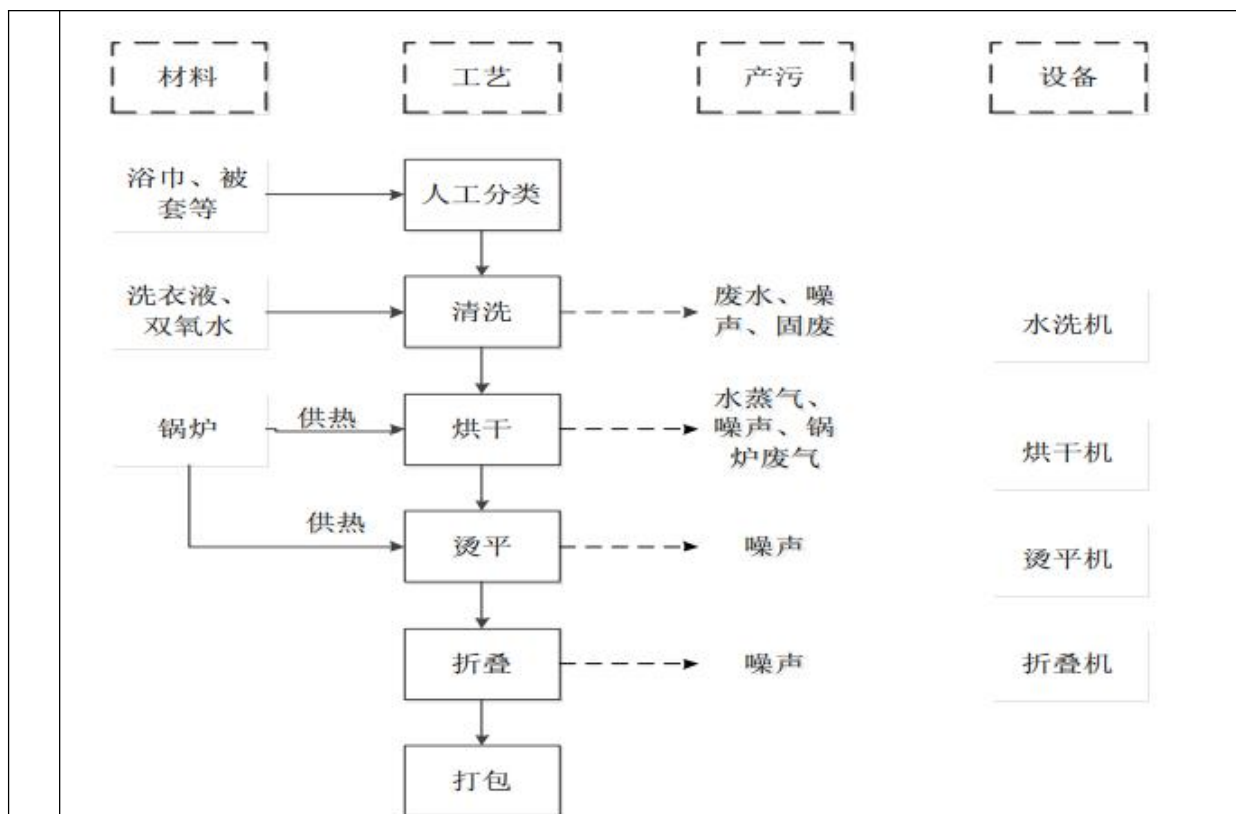 材料 工艺 产污 设备
浴巾、被
套等
人工分类
洗衣液、
双氧水
清洗
废水、噪
声、固废
水洗机
锅炉
供热
烘干
水蒸气、
噪声、锅
炉废气
烘干机
供热
烫平
噪声
烫平机
折叠
噪声
折叠机
打包